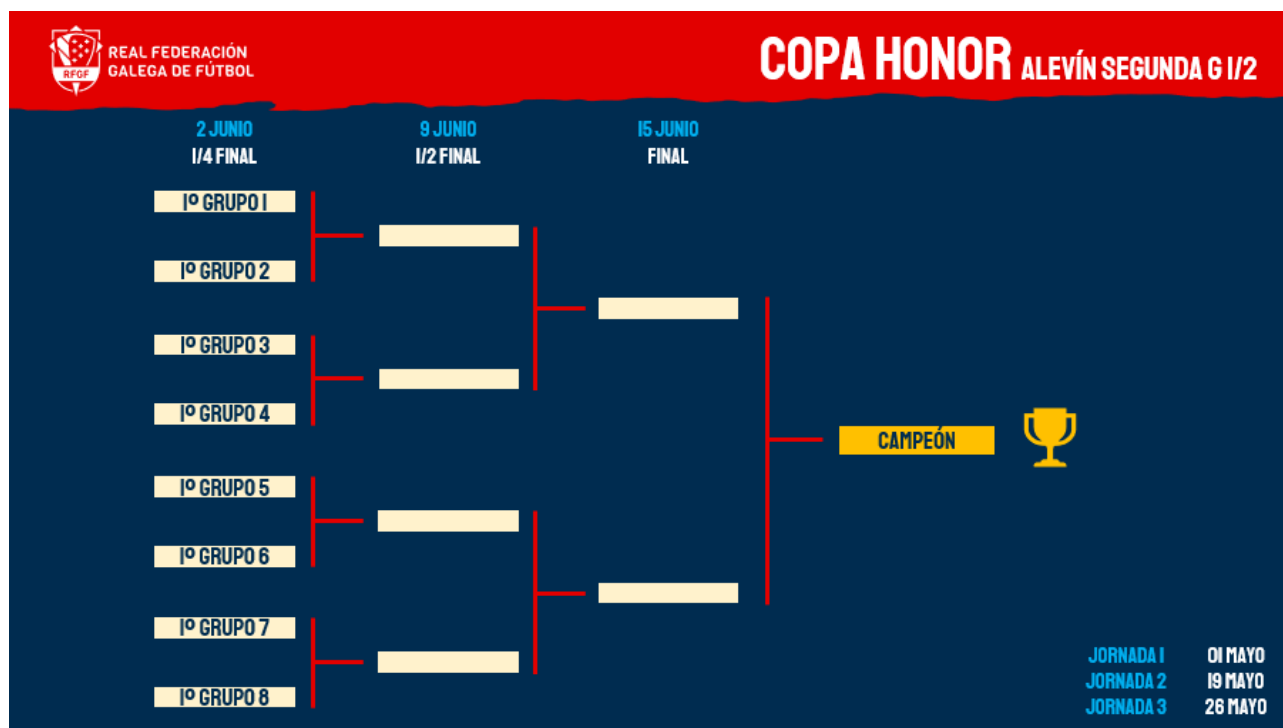 RFGF
REAL FEDERACIÓN
GALEGA DE FÚTBOL
COPA HONOR ALEVÍN SEGUNDA G 1/2
2 JUNIO
1/4 FINAL
9 JUNIO
1/2 FINAL
15 JUNIO
FINAL
1º GRUPO 1
1º GRUPO 2
1º GRUPO 3
1º GRUPO 4
1º GRUPO 5
1º GRUPO 6
1º GRUPO 7
1º GRUPO 8
CAMPEÓN
JORNADA 1 01 MAYO
JORNADA 2 19 MAYO
JORNADA 3 26 MAYO